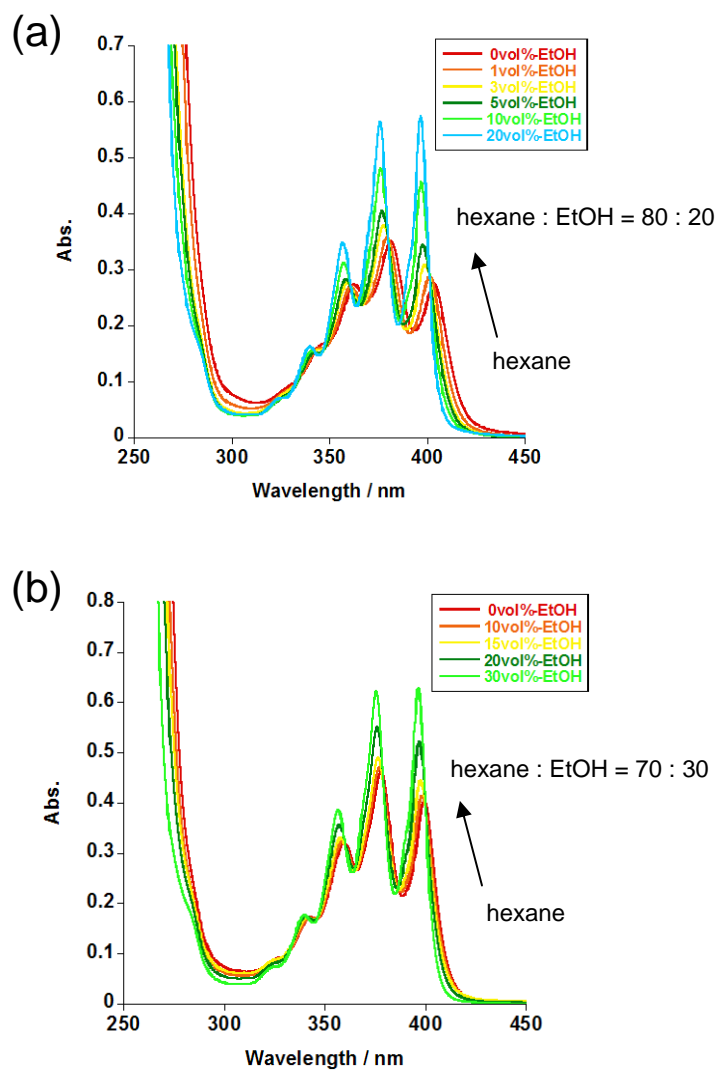 (a)
0.7
0.6
0.5
0.4
0.3
0.2
0.1
0
Abs.
250
300
350
400
450
Wavelength / nm
0vol%-EtOH
1vol%-EtOH
3vol%-EtOH
5vol%-EtOH
10vol%-EtOH
20vol%-EtOH
hexane : EtOH = 80 : 20
hexane
(b)
0.8
0.7
0.6
0.5
0.4
0.3
0.2
0.1
0
Abs.
250
300
350
400
450
Wavelength / nm
0vol%-EtOH
10vol%-EtOH
15vol%-EtOH
20vol%-EtOH
30vol%-EtOH
hexane : EtOH = 70 : 30
hexane